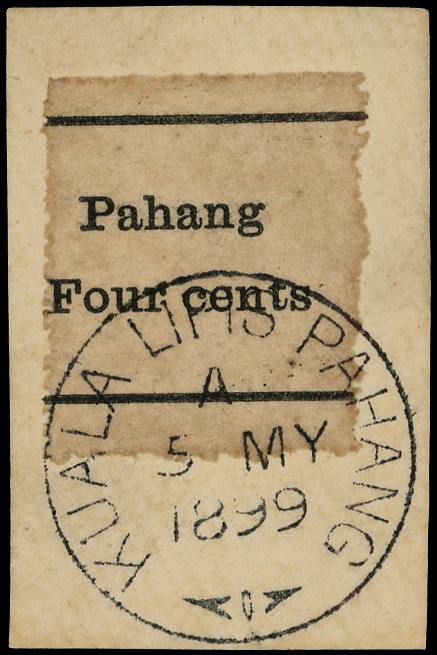 Pahang
Four cents
KUALA LIPIS PAHANG
A
5 MY
1899